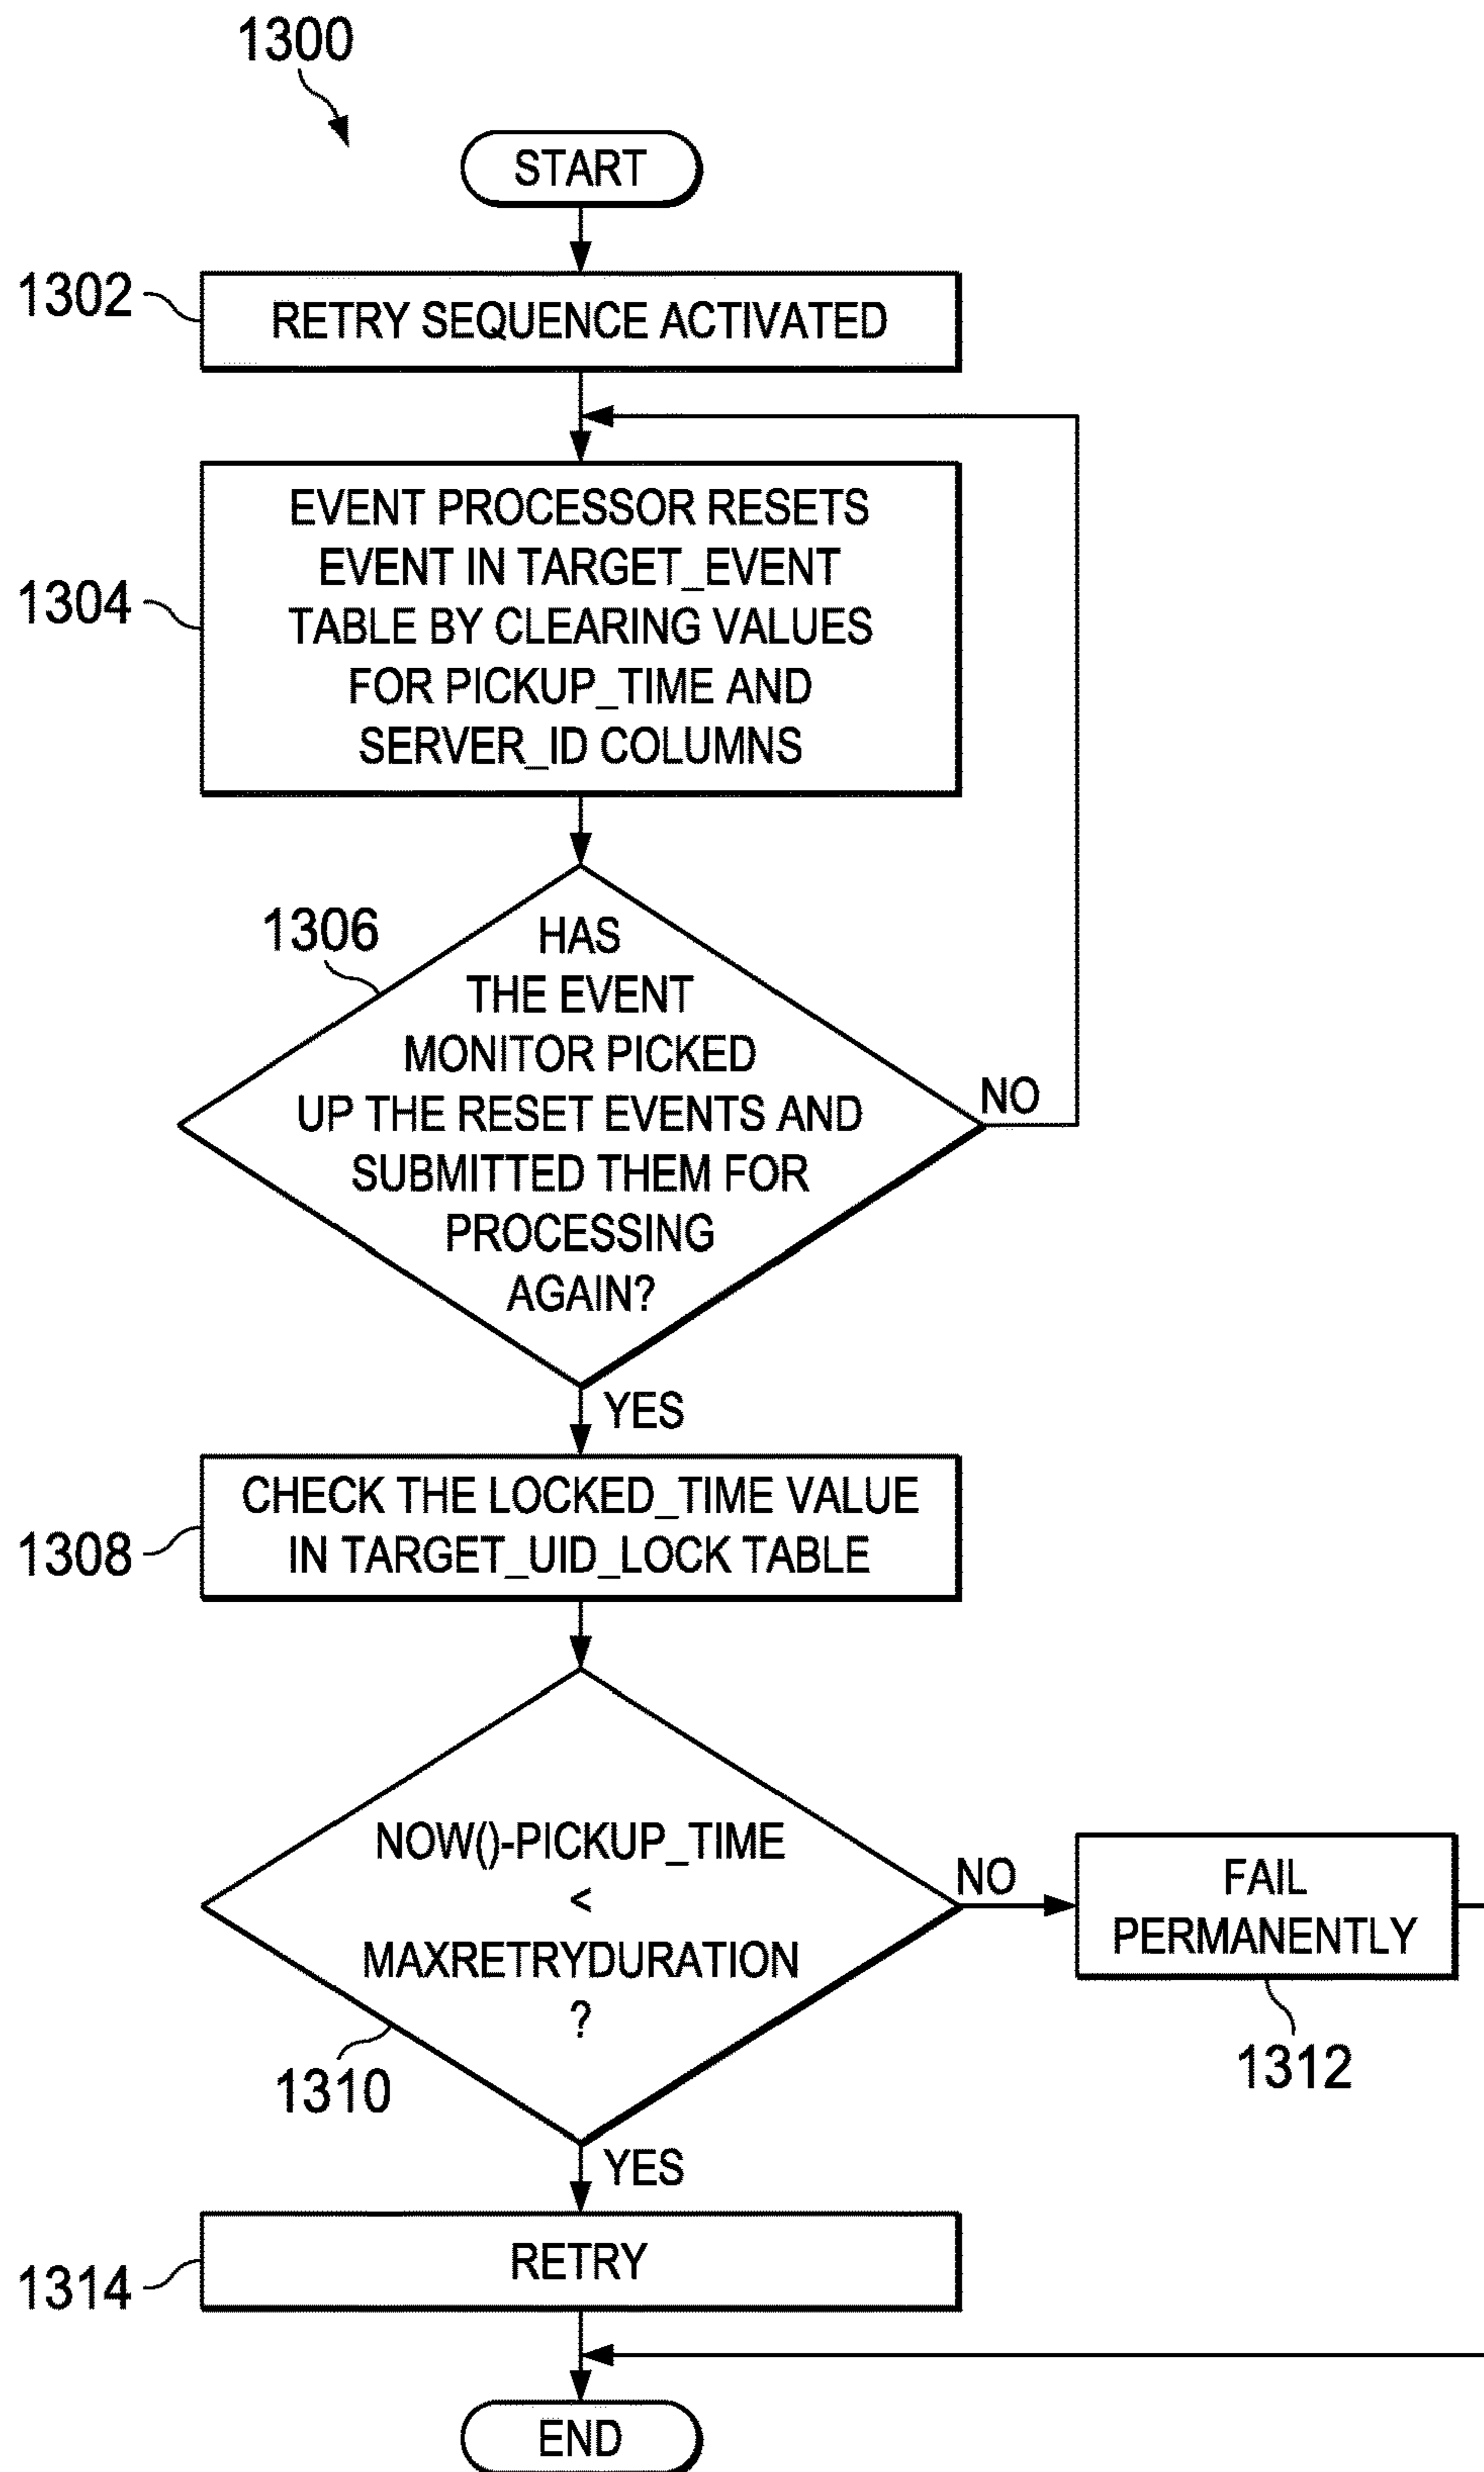 1300
START
1302
RETRY SEQUENCE ACTIVATED
EVENT PROCESSOR RESETS
EVENT IN TARGET_EVENT
1304
TABLE BY CLEARING VALUES
FOR PICKUP_TIME AND
SERVER_ID COLUMNS
1306
HAS
THE EVENT
MONITOR PICKED
UP THE RESET EVENTS AND
SUBMITTED THEM FOR
PROCESSING
AGAIN?
NO
YES
CHECK THE LOCKED_TIME VALUE
IN TARGET_UID_LOCK TABLE
1308
NOW()-PICKUP_TIME
<
MAXRETRYDURATION
?
1310
NO
FAIL
PERMANENTLY
1312
YES
RETRY
1314
END